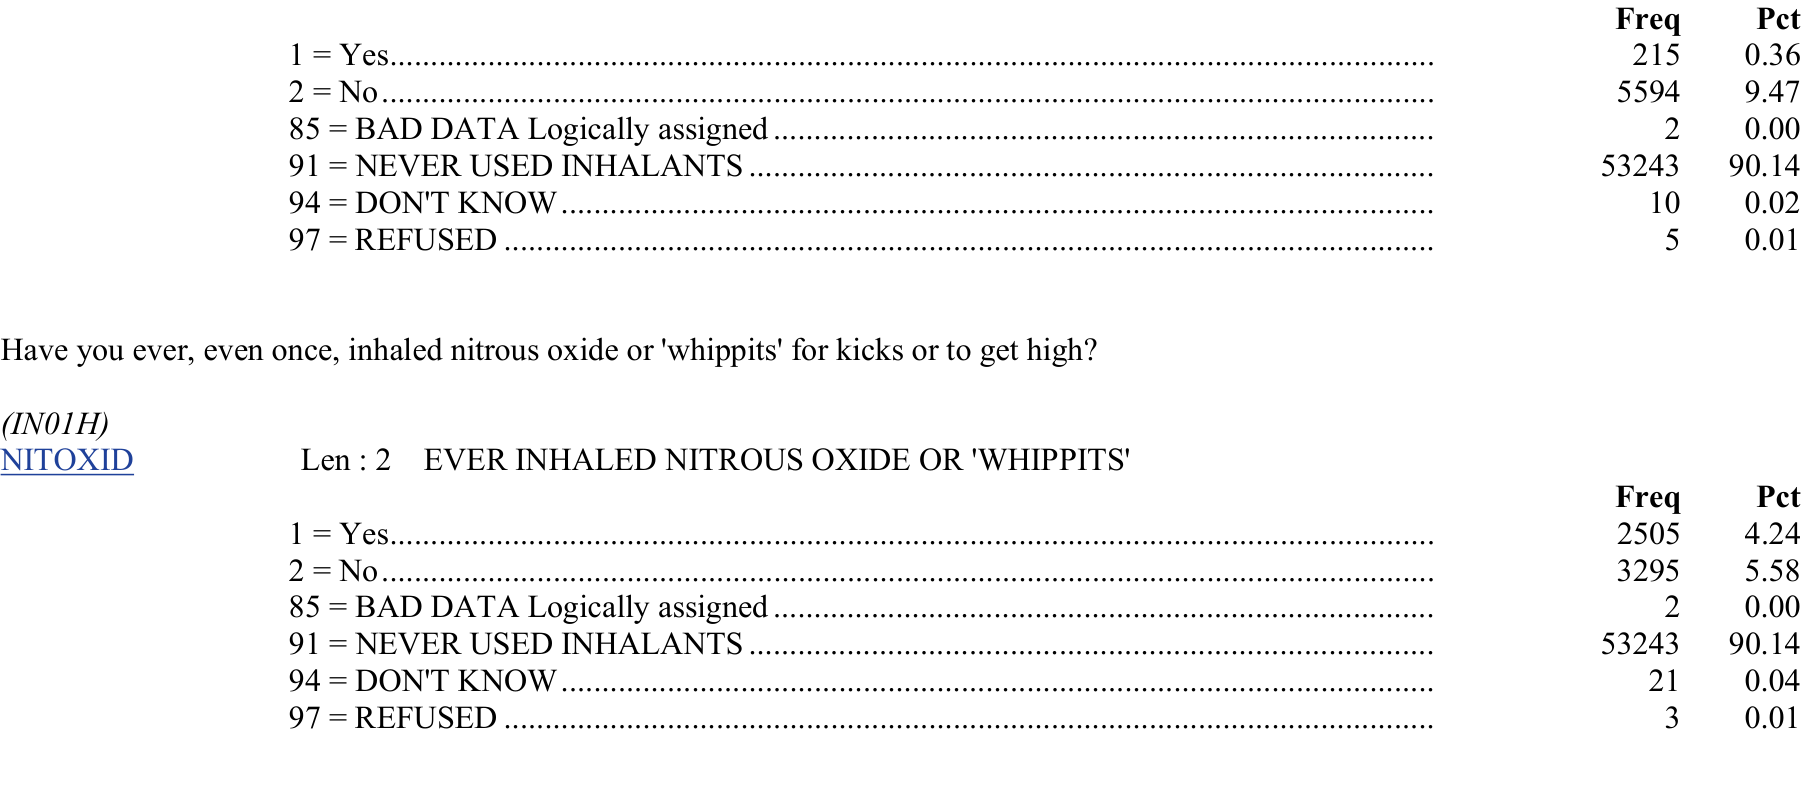 Freq Pct
1 = Yes.................................................................................................................................. 215 0.36
2 = No................................................................................................................................... 5594 9.47
85 = BAD DATA Logically assigned.................................................................................. 2 0.00
91 = NEVER USED INHALANTS..................................................................................... 53243 90.14
94 = DON'T KNOW............................................................................................................ 10 0.02
97 = REFUSED................................................................................................................... 5 0.01
Have you ever, even once, inhaled nitrous oxide or 'whippits' for kicks or to get high?
(IN01H)
NITOXID Len : 2 EVER INHALED NITROUS OXIDE OR 'WHIPPITS'
Freq Pct
1 = Yes.................................................................................................................................. 2505 4.24
2 = No................................................................................................................................... 3295 5.58
85 = BAD DATA Logically assigned.................................................................................. 2 0.00
91 = NEVER USED INHALANTS..................................................................................... 53243 90.14
94 = DON'T KNOW............................................................................................................ 21 0.04
97 = REFUSED................................................................................................................... 3 0.01